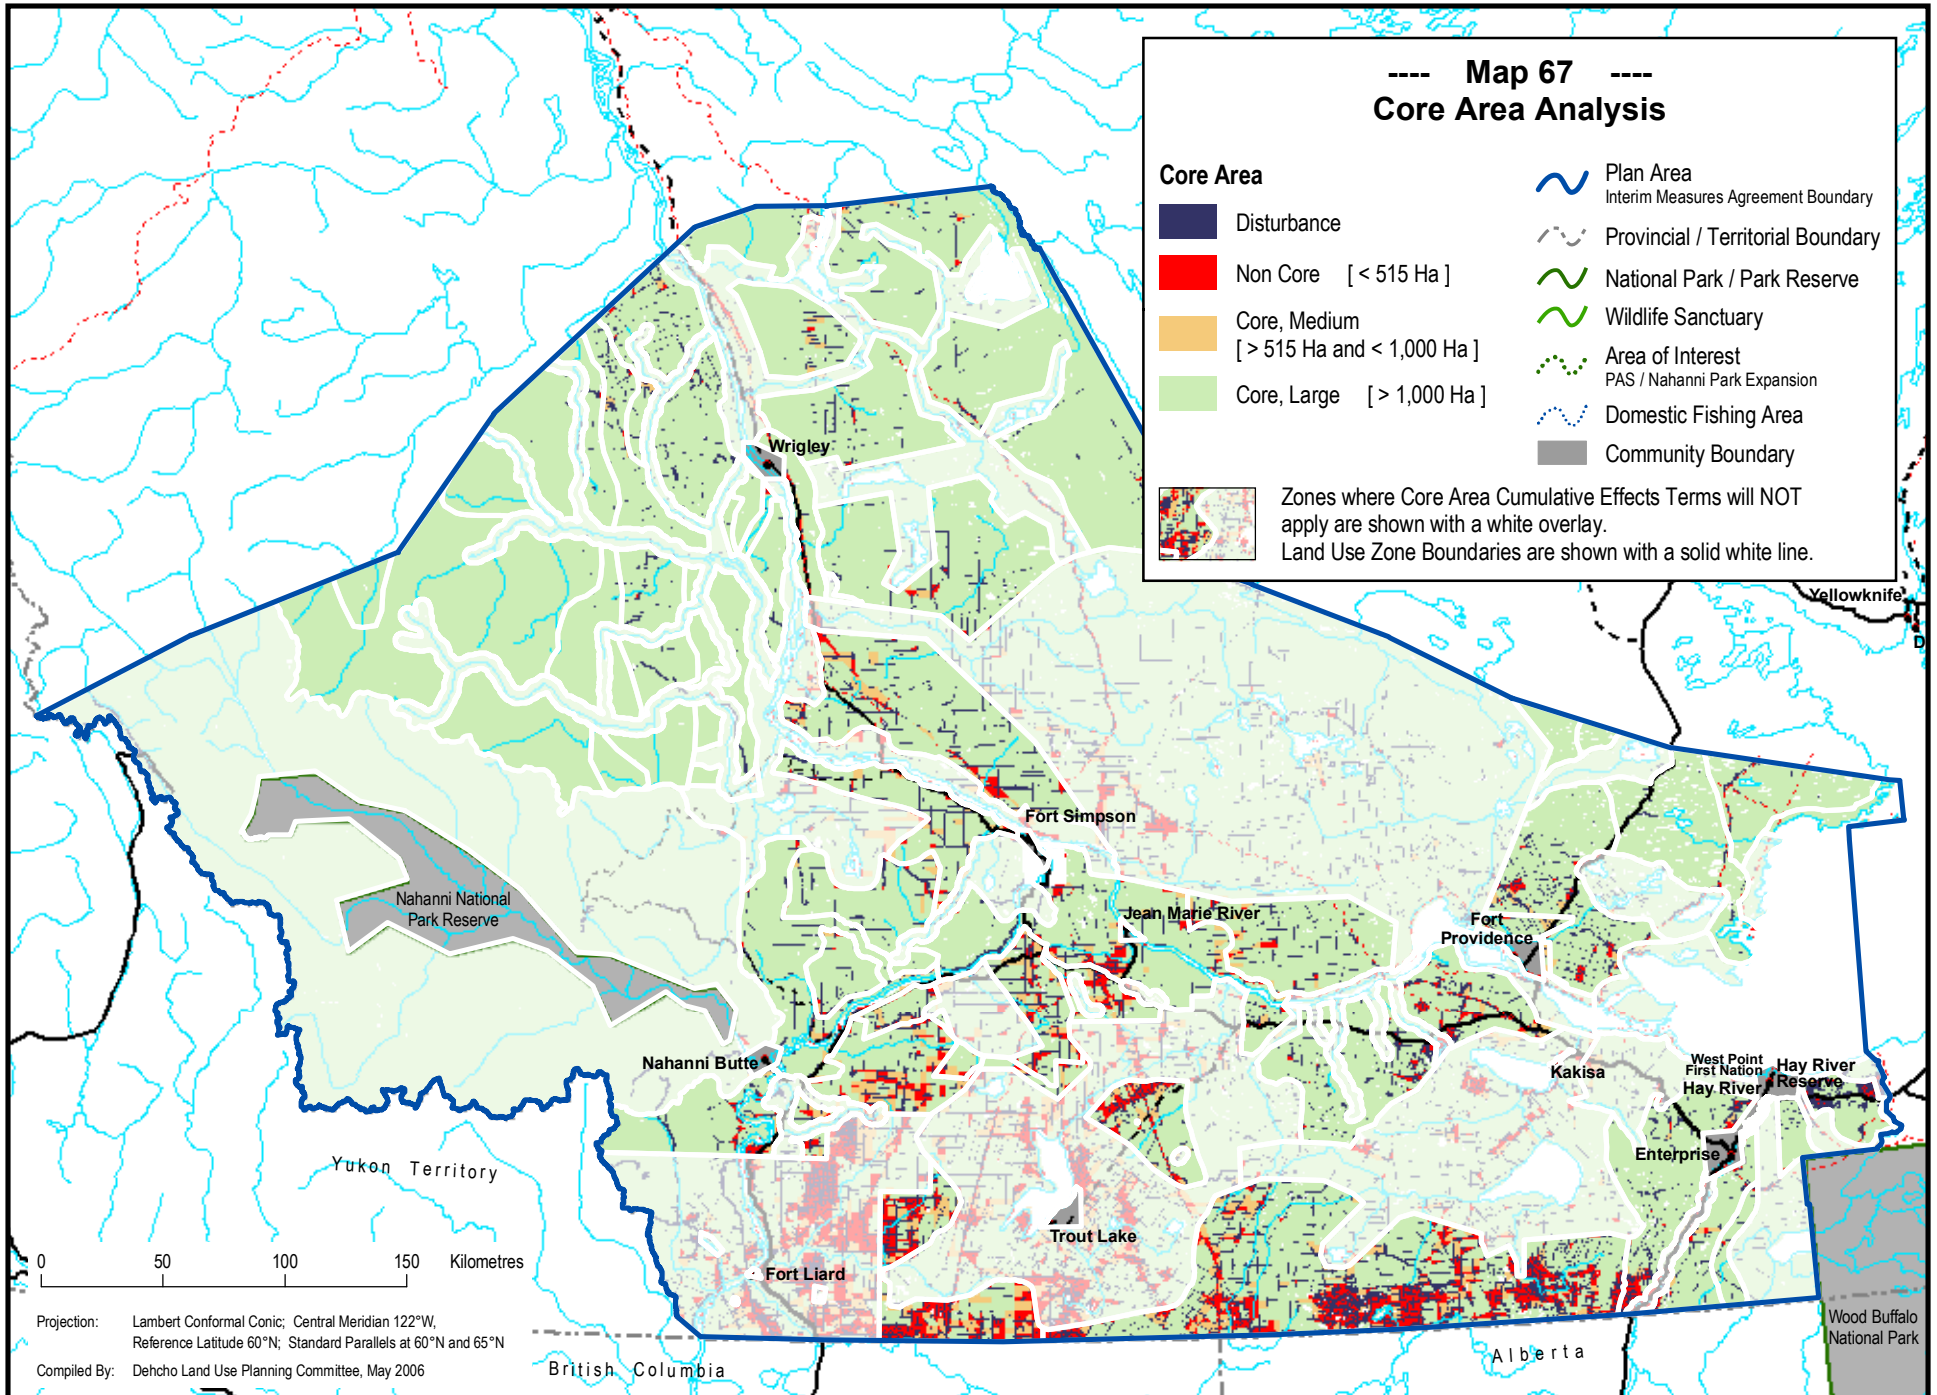 ---- Map 67 ----
Core Area Analysis
Core Area
Disturbance
Non Core [ < 515 Ha ]
Core, Medium
[ > 515 Ha and < 1,000 Ha ]
Core, Large [ > 1,000 Ha ]
Plan Area
Interim Measures Agreement Boundary
Provincial / Territorial Boundary
National Park / Park Reserve
Wildlife Sanctuary
Area of Interest
PAS / Nahanni Park Expansion
Domestic Fishing Area
Community Boundary
Zones where Core Area Cumulative Effects Terms will NOT
apply are shown with a white overlay.
Land Use Zone Boundaries are shown with a solid white line.
Wrigley
Yellowknife
D
Fort Simpson
Nahanni National
Park Reserve
Jean Marie River
Fort
Providence
Nahanni Butte
Kakisa
West Point
First Nation
Hay River
Hay River
Reserve
Enterprise
Yukon Territory
Trout Lake
Fort Liard
Wood Buffalo
National Park
British Columbia
Alberta
0 50 100 150 Kilometres
Projection: Lambert Conformal Conic; Central Meridian 122°W,
Reference Latitude 60°N; Standard Parallels at 60°N and 65°N
Compiled By: Dehcho Land Use Planning Committee, May 2006